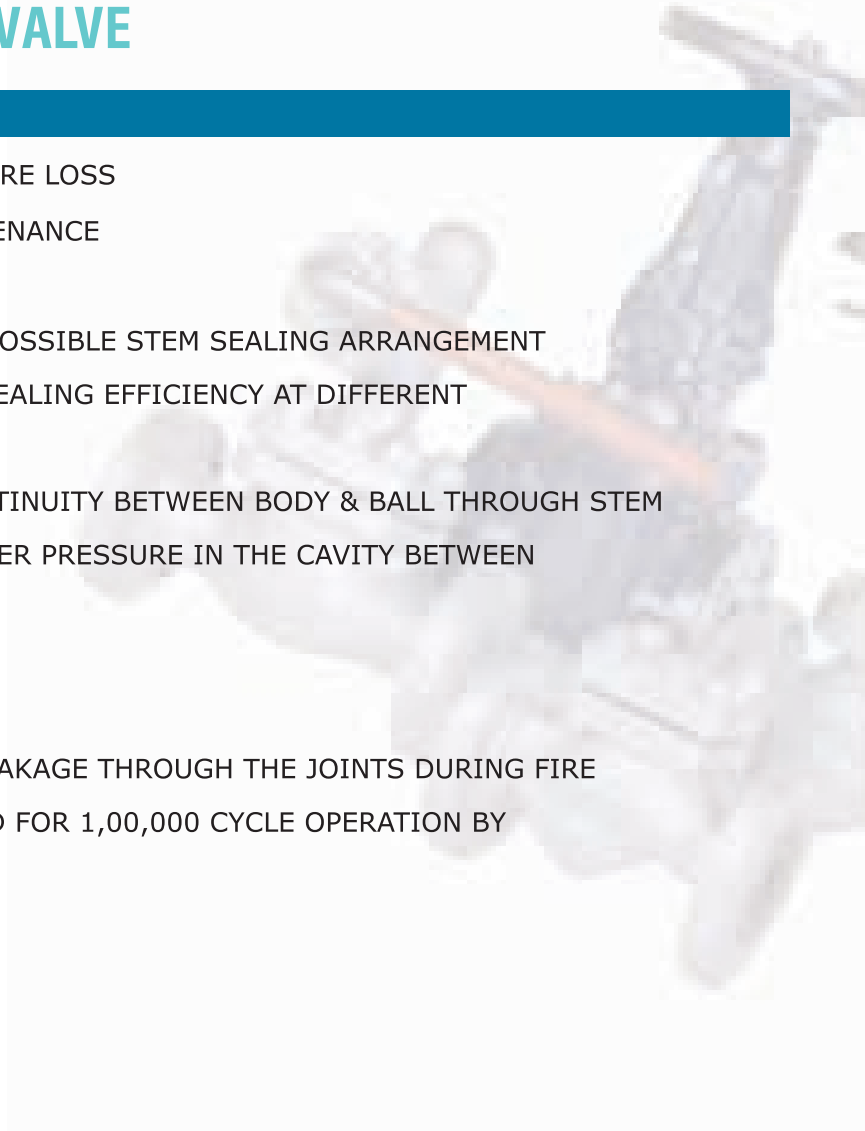 VALVE
RE LOSS
ENANCE
OSSIBLE STEM SEALING ARRANGEMENT
EALING EFFICIENCY AT DIFFERENT
TINUITY BETWEEN BODY & BALL THROUGH STEM
ER PRESSURE IN THE CAVITY BETWEEN
AKAGE THROUGH THE JOINTS DURING FIRE
FOR 1,00,000 CYCLE OPERATION BY